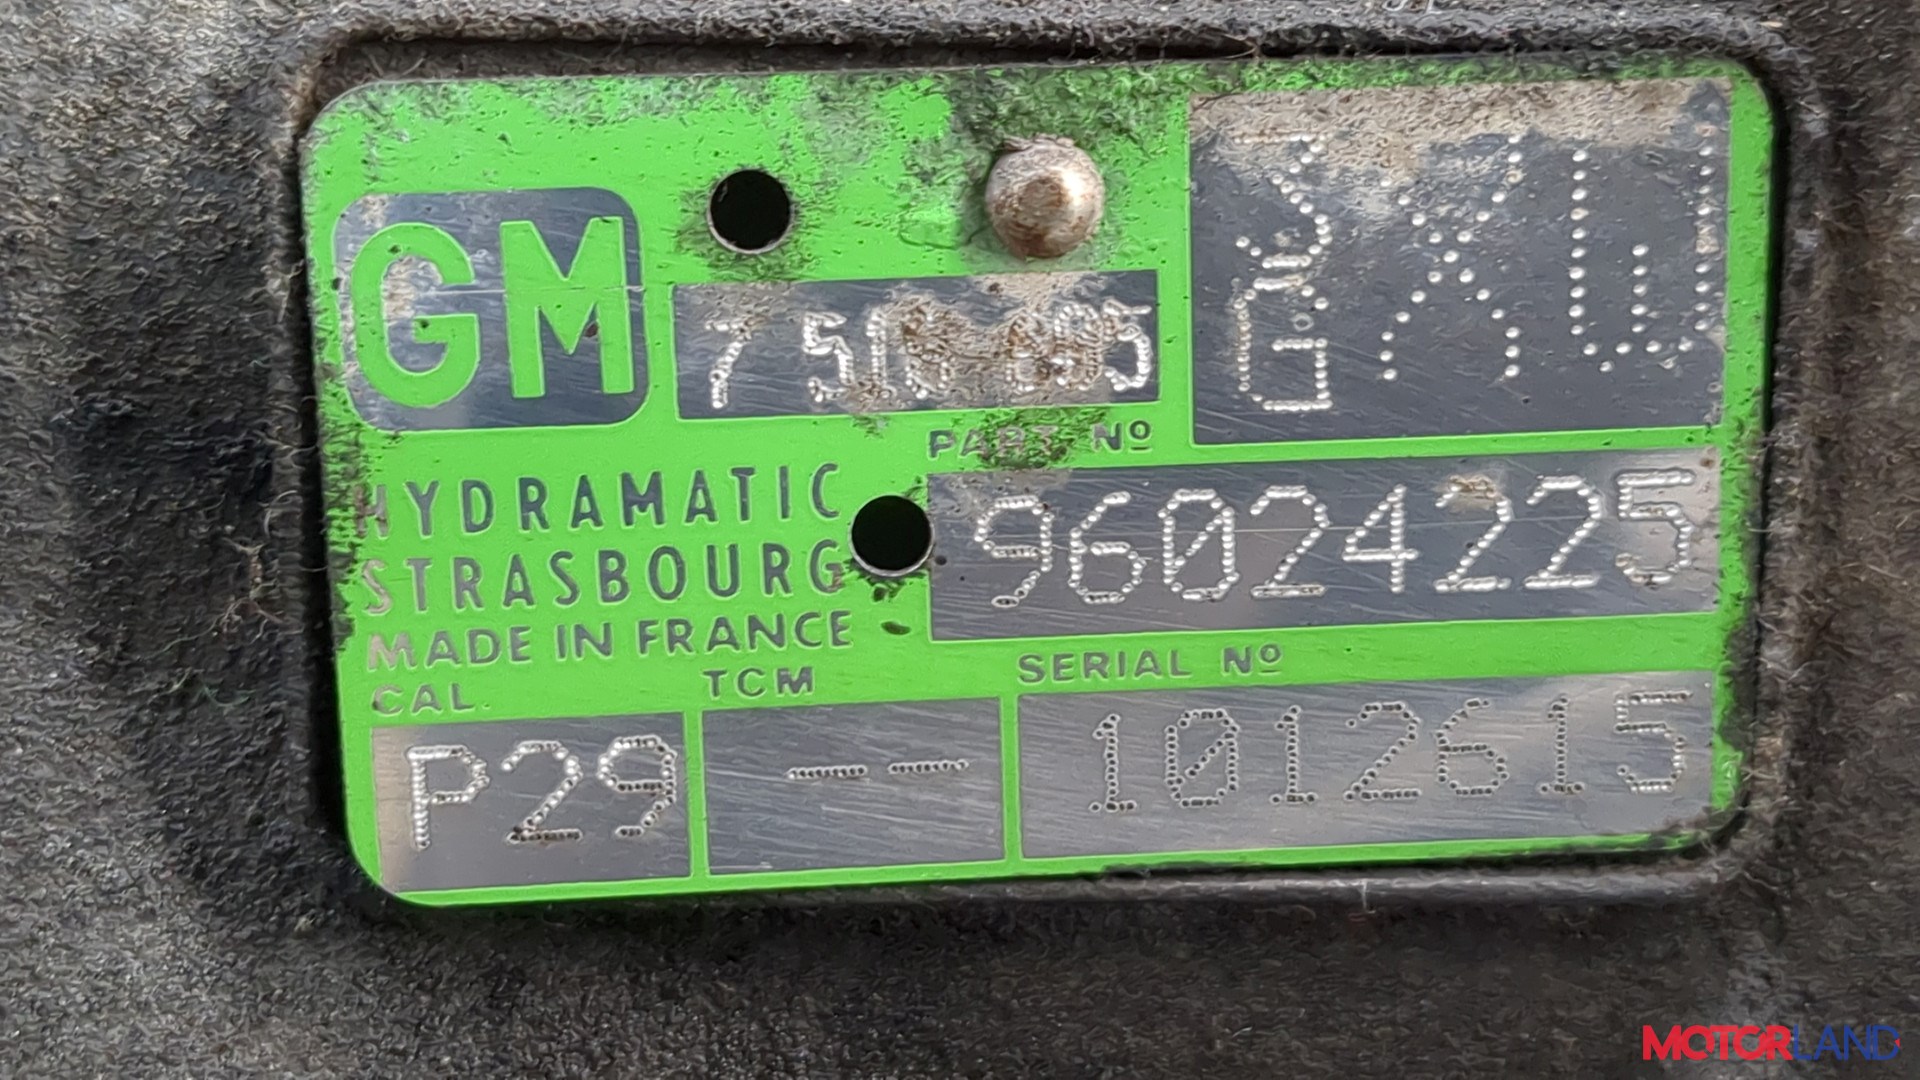 GM
PART Nº
96024225
HYDRAMATIC
STRASBOURG
MADE IN FRANCE
SERIAL Nº
CAL.
TCM
P29
--
1012615
MOTORLAND